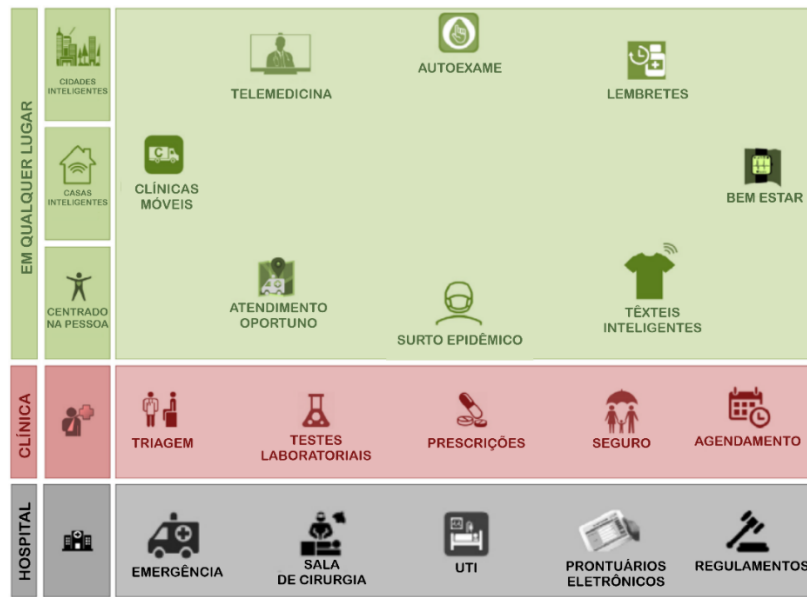 EM QUALQUER LUGAR
CIDADES
INTELIGENTES
TELEMEDICINA
AUTOEXAME
LEMBRETES
CASAS
INTELIGENTES
C
CLÍNICAS
MÓVEIS
BEM ESTAR
CENTRADO
NA PESSOA
ATENDIMENTO
OPORTUNO
SURTO EPIDÊMICO
TÊXTEIS
INTELIGENTES
CLÍNICA
TRIAGEM
TESTES
LABORATORIAIS
PRESCRIÇÕES
SEGURO
AGENDAMENTO
HOSPITAL
EMERGÊNCIA
SALA
DE CIRURGIA
UTI
PRONTUÁRIOS
ELETRÔNICOS
REGULAMENTOS